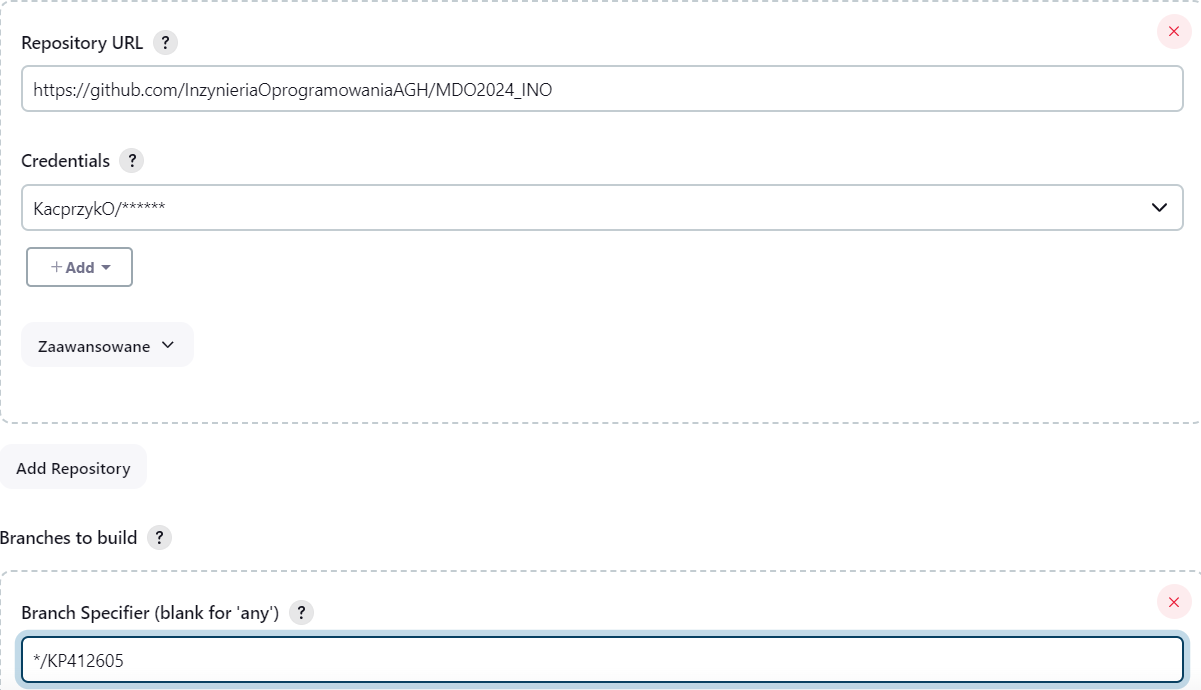 Repository URL ?
https://github.com/InzynieriaOprogramowaniaAGH/MDO2024_INO
Credentials ?
KacprzykO/******
+ Add
Zaawansowane
Add Repository
Branches to build ?
Branch Specifier (blank for 'any') ?
*/KP412605